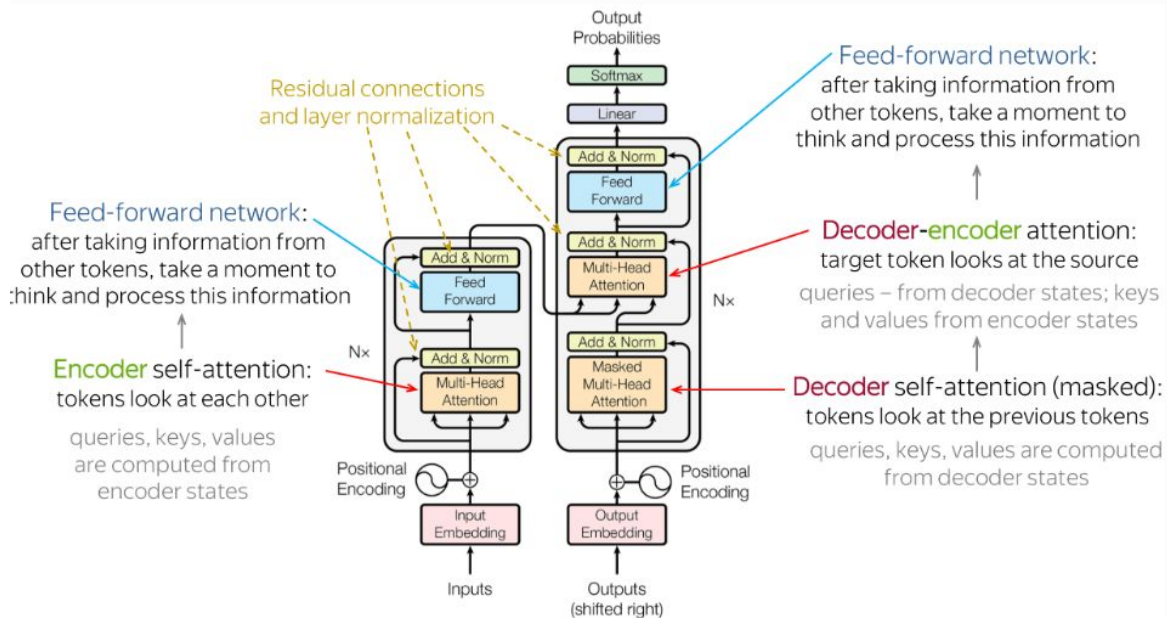 Output
Probabilities
Softmax
Linear
Add & Norm
Feed
Forward
Add & Norm
Multi-Head
Attention
Nx
Add & Norm
Masked
Multi-Head
Attention
Positional
Encoding
Output
Embedding
Outputs
(shifted right)
Residual connections
and layer normalization
Feed-forward network:
after taking information from
other tokens, take a moment to
think and process this information
Encoder self-attention:
tokens look at each other
queries, keys, values
are computed from
encoder states
Add & Norm
Feed
Forward
Nx
Add & Norm
Multi-Head
Attention
Positional
Encoding
Input
Embedding
Inputs
Feed-forward network:
after taking information from
other tokens, take a moment to
think and process this information
Decoder-encoder attention:
target token looks at the source
queries – from decoder states; keys
and values from encoder states
Decoder self-attention (masked):
tokens look at the previous tokens
queries, keys, values are computed
from decoder states